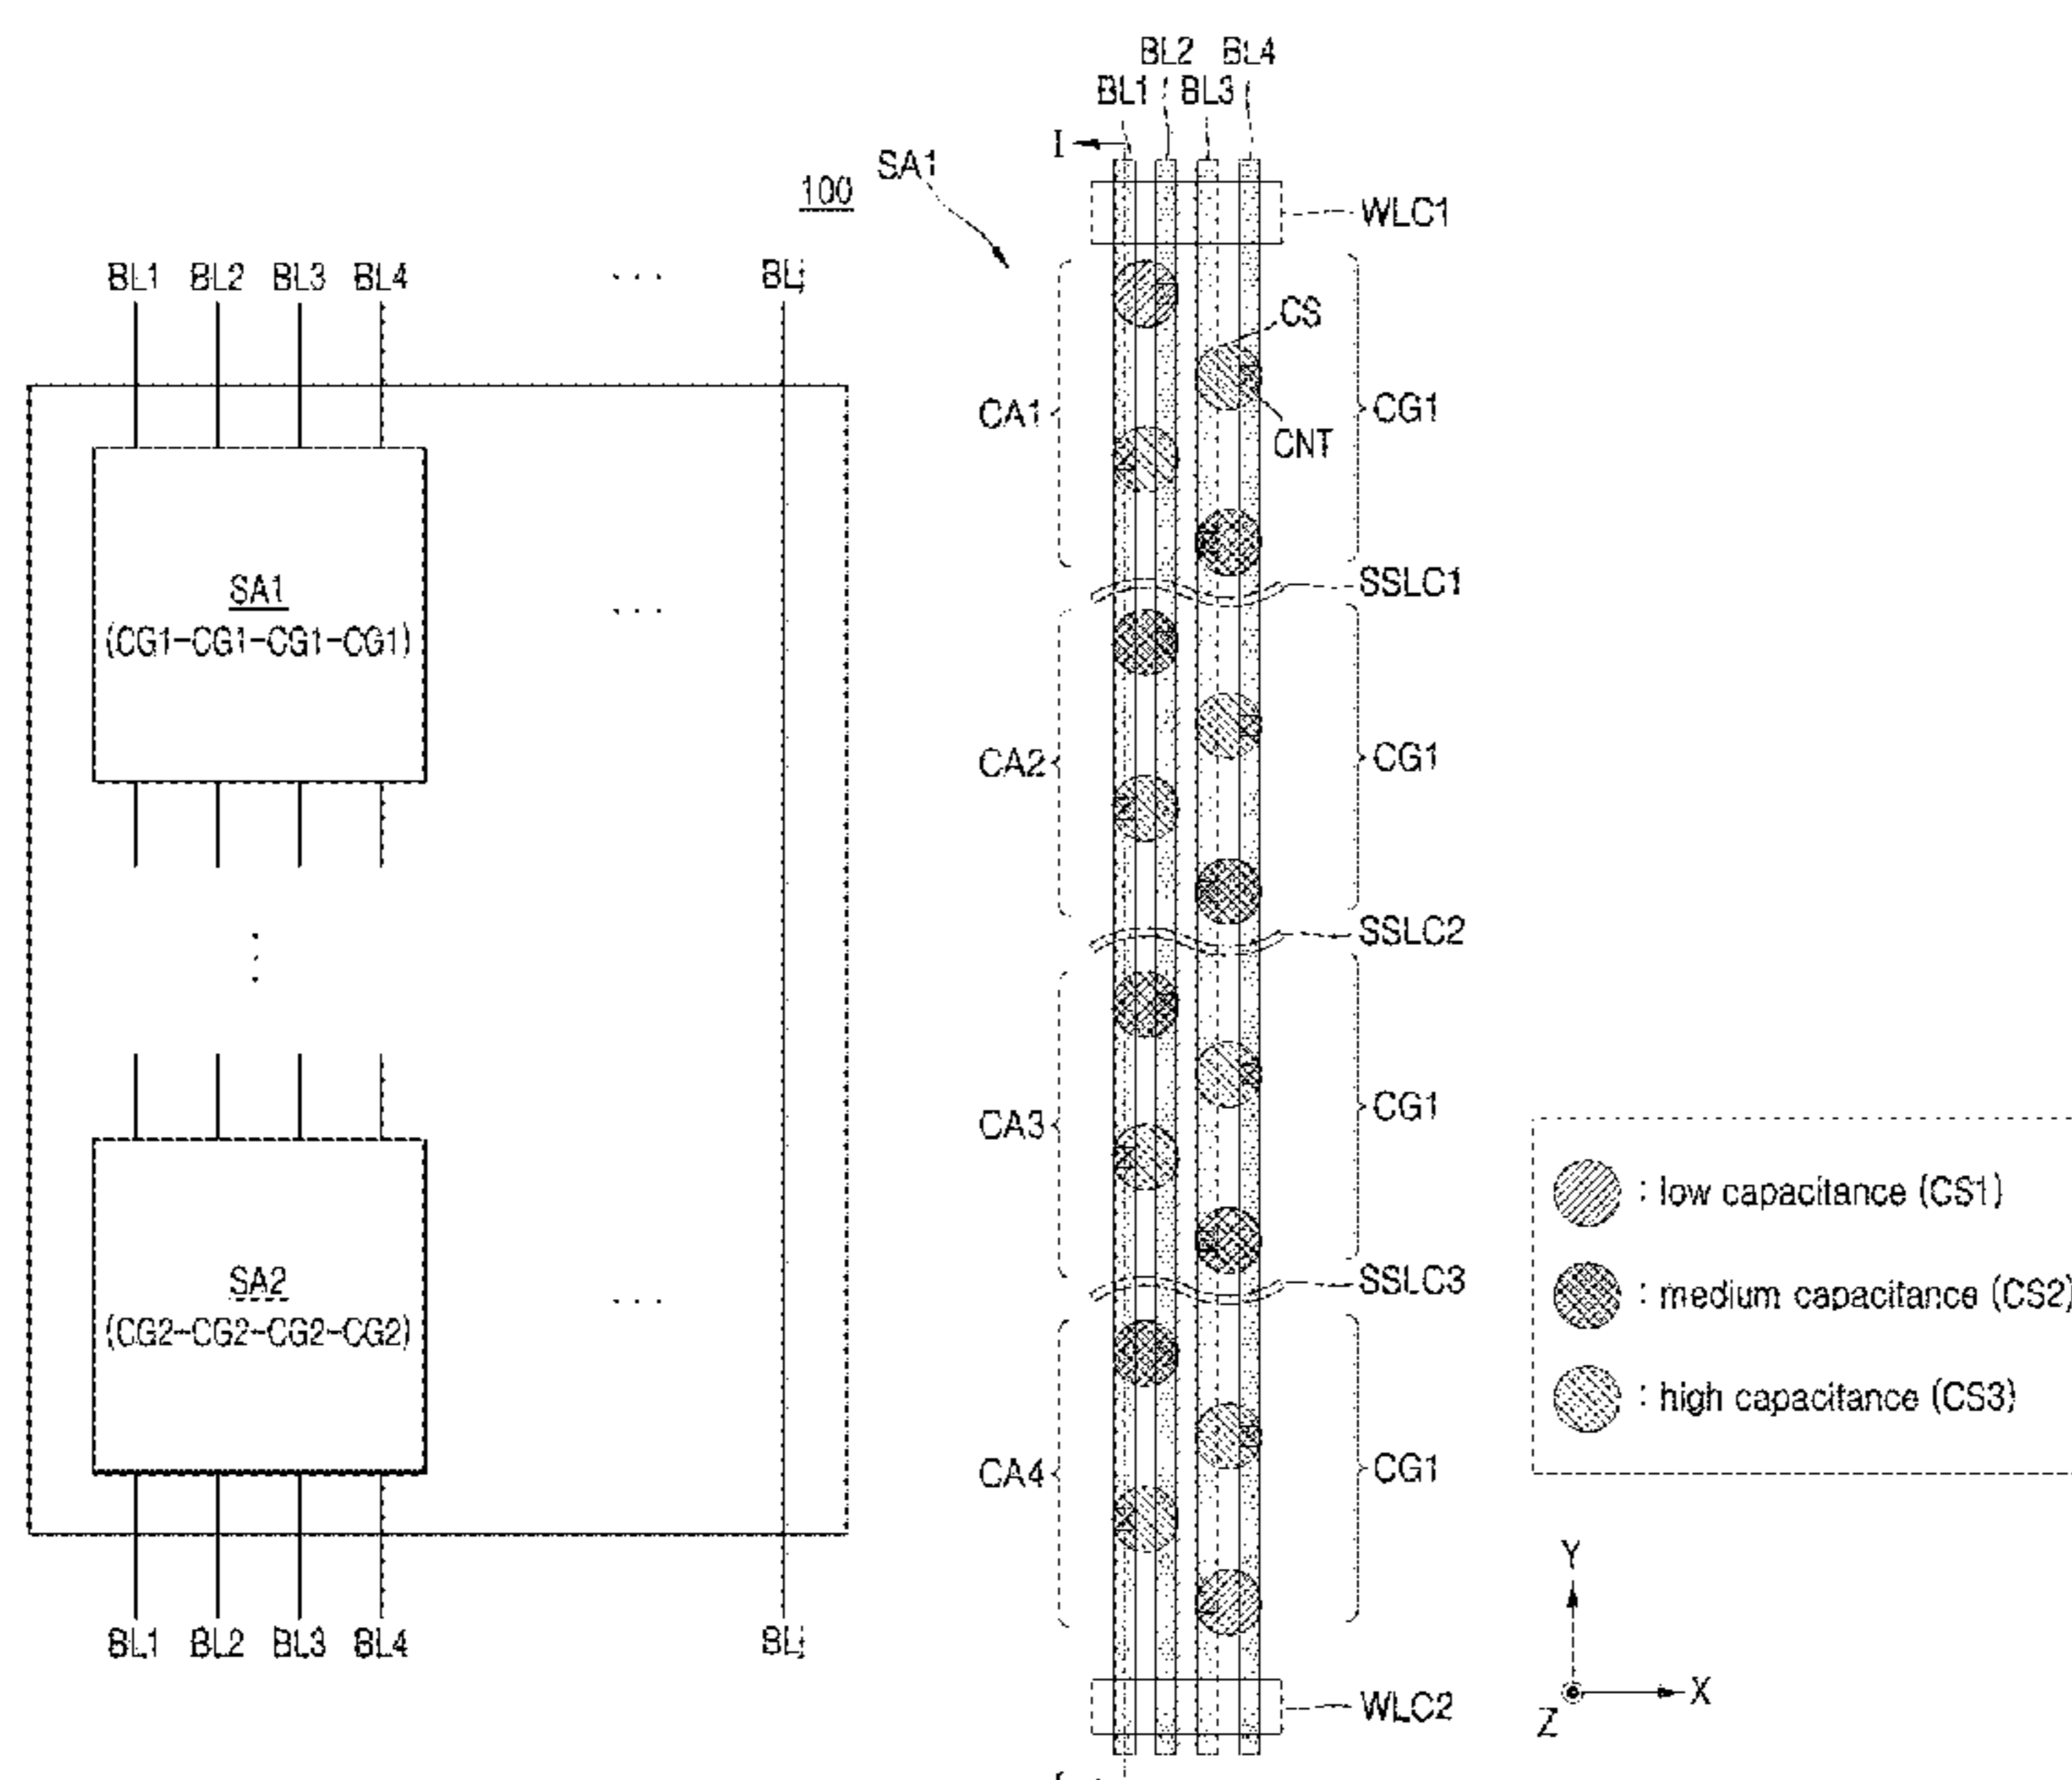 100
BL1 BL2 BL3 BL4 ... BLj
SA1
(CG1-CG1-CG1-CG1)
...
SA2
(CG2-CG2-CG2-CG2)
...
BL1 BL2 BL3 BL4 BLj
BL2 BL4
BL1 BL3
I
SA1
WLC1
CS
CA1
CG1
CNT
SSLC1
CA2
CG1
SSLC2
CA3
CG1
SSLC3
CA4
CG1
WLC2
: low capacitance (CS1)
: medium capacitance (CS2)
: high capacitance (CS3)
Y
X
Z